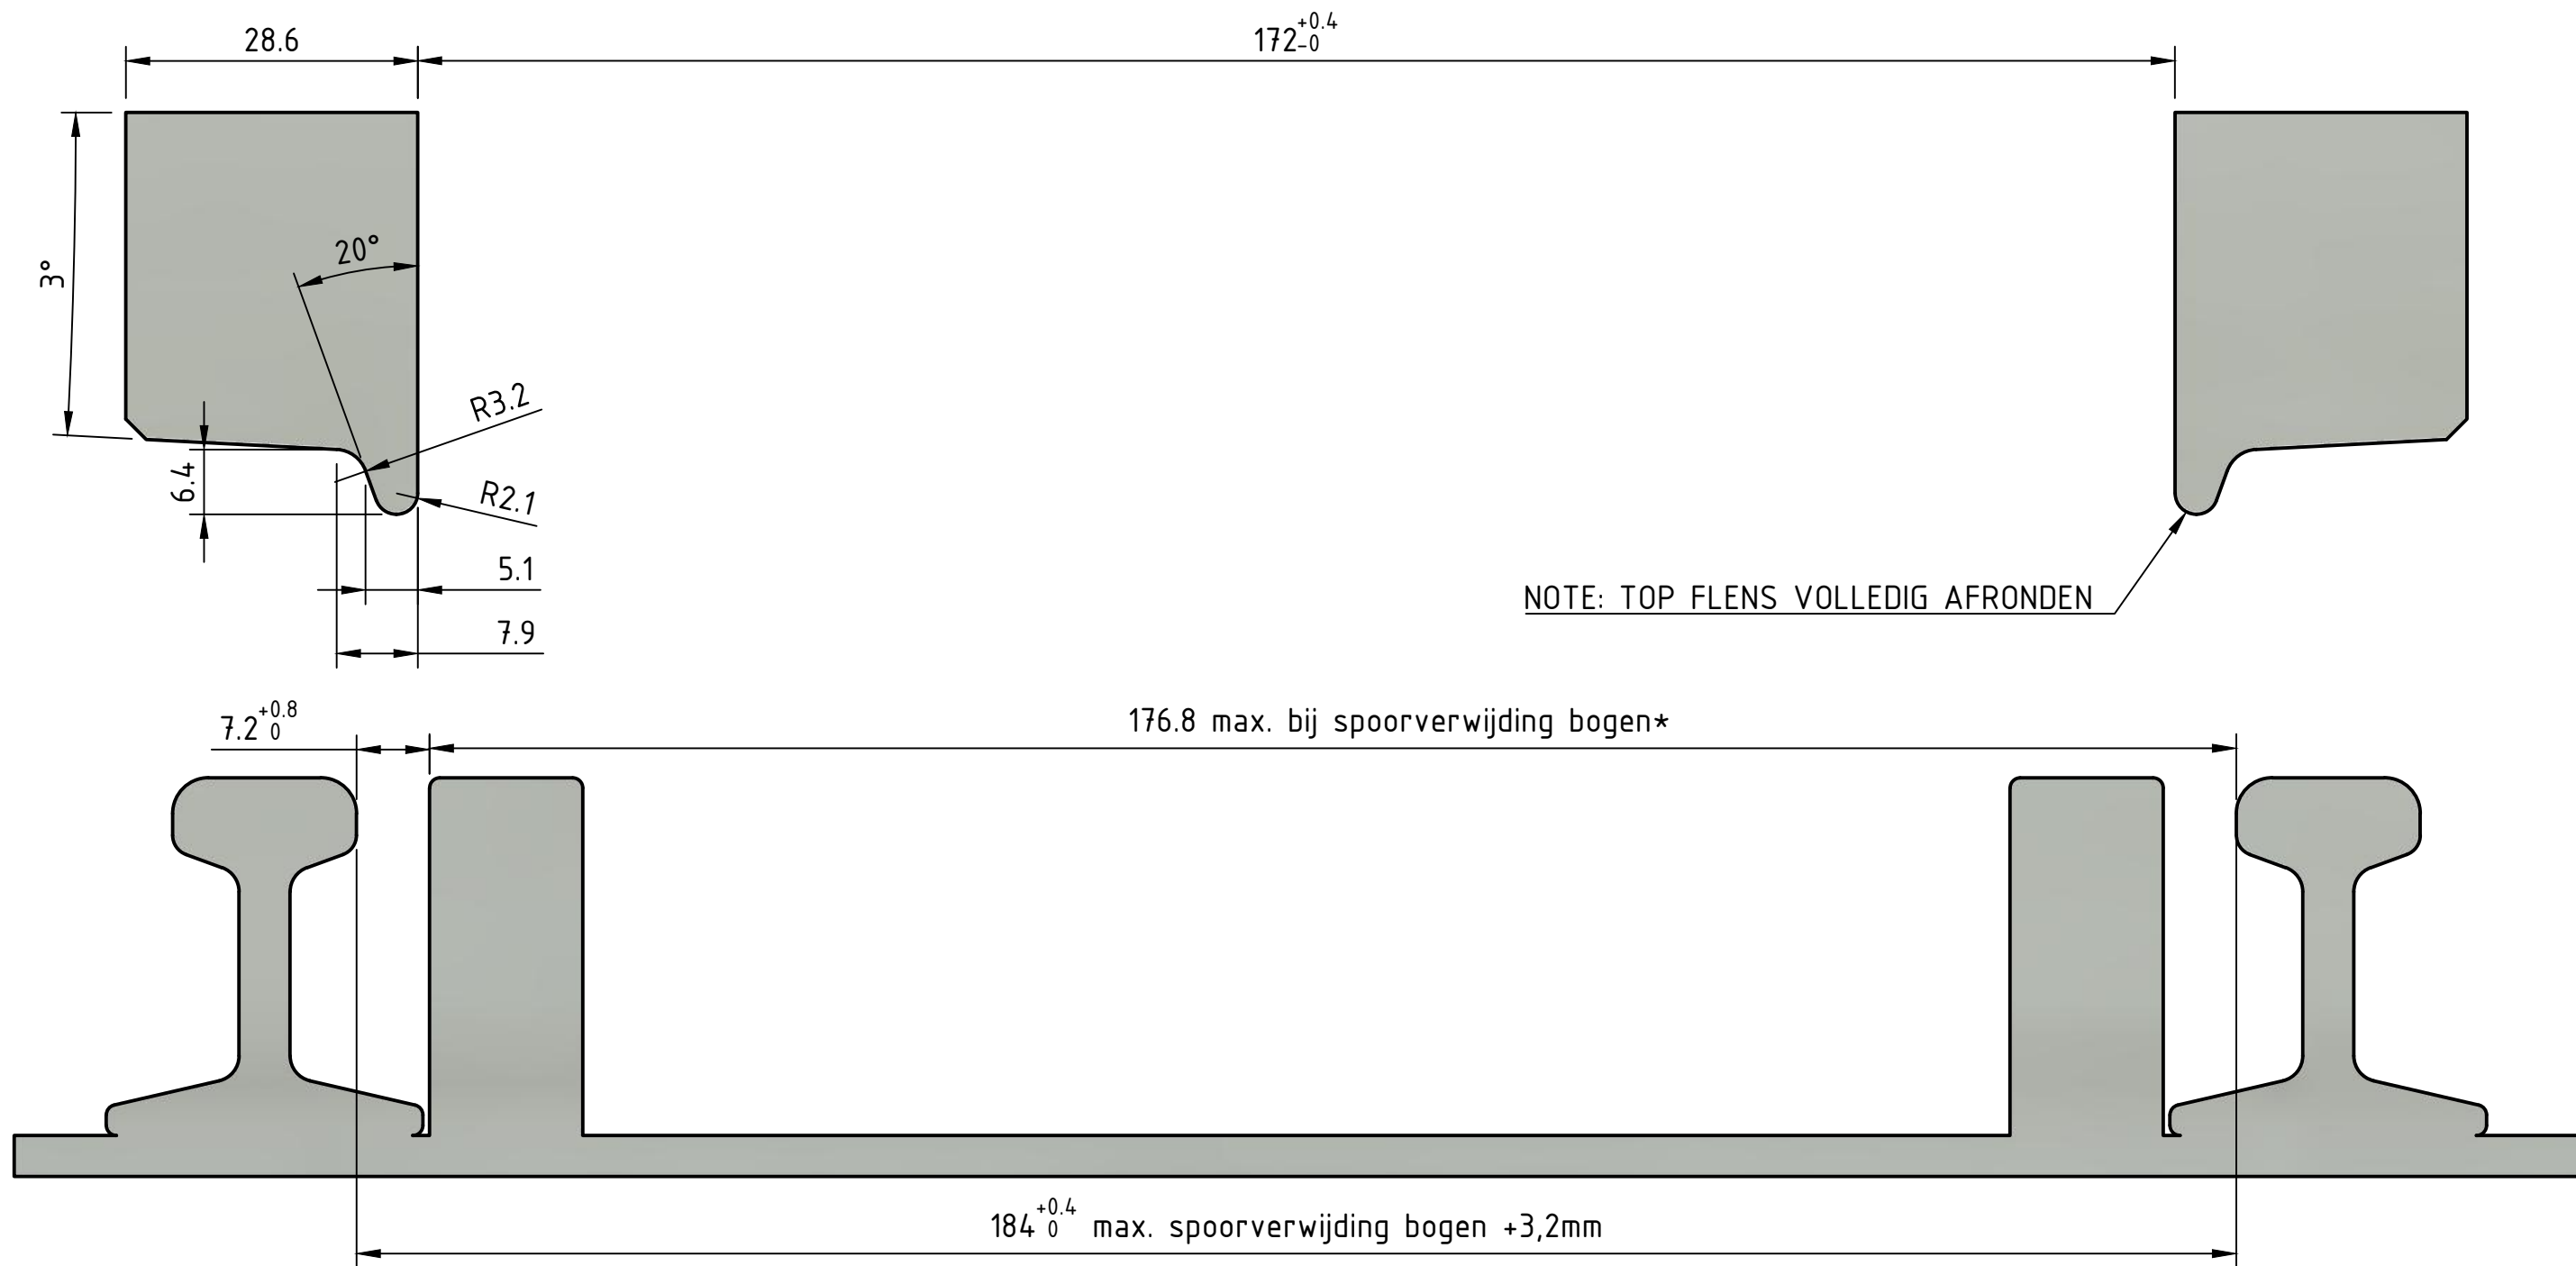 28.6
172 +0.4 -0
3°
20°
R3.2
6.4
R2.1
5.1
NOTE: TOP FLENS VOLLEDIG AFRONDEN
7.9
7.2 +0.8 0
176.8 max. bij spoorverwijding bogen*
184 +0.4 0 max. spoorverwijding bogen +3,2mm